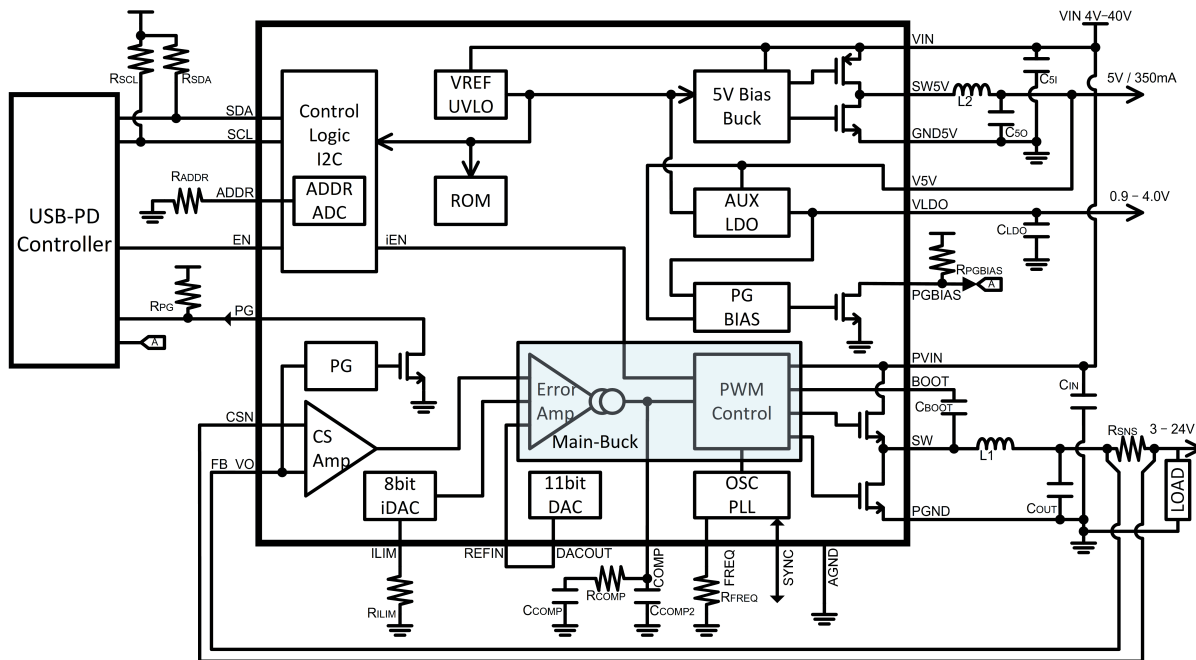 VIN 4V–40V
VIN
RSCL
RSDA
VREF
UVLO
5V Bias
Buck
C5I
5V / 350mA
SW5V
L2
C5O
GND5V
SDA
SCL
Control
Logic
I2C
V5V
RADDR
ADDR
ADDR
ADC
ROM
AUX
LDO
VLDO
0.9 – 4.0V
CLDO
USB-PD
Controller
EN
iEN
RPGBIAS
A
PGBIAS
PG
BIAS
RPG
PG
A
PG
PVIN
BOOT
CIN
CBOOT
Error
Amp
PWM
Control
Main-Buck
CSN
CS
Amp
SW
L1
RSNS
3 – 24V
FB_VO
8bit
iDAC
11bit
DAC
OSC
PLL
PGND
COUT
LOAD
ILIM
REFIN
DACOUT
COMP
FREQ
SYNC
AGND
RILIM
CCOMP
RCOMP
CCOMP2
RFREQ